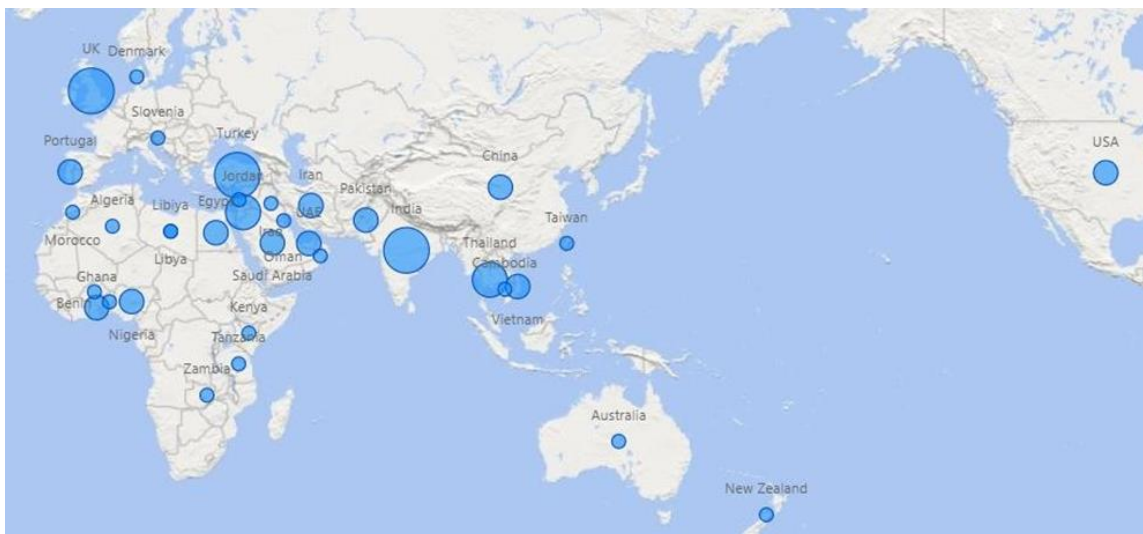 UK
Denmark
Slovenia
Portugal
Turkey
USA
China
Jordan
Iran
Pakistan
Algeria
Libiya
Egypt
UAE
India
Taiwan
Morocco
Iraq
Thailand
Libya
Oman
Cambodia
Saudi Arabia
Ghana
Benin
Kenya
Vietnam
Nigeria
Tanzania
Zambia
Australia
New Zealand